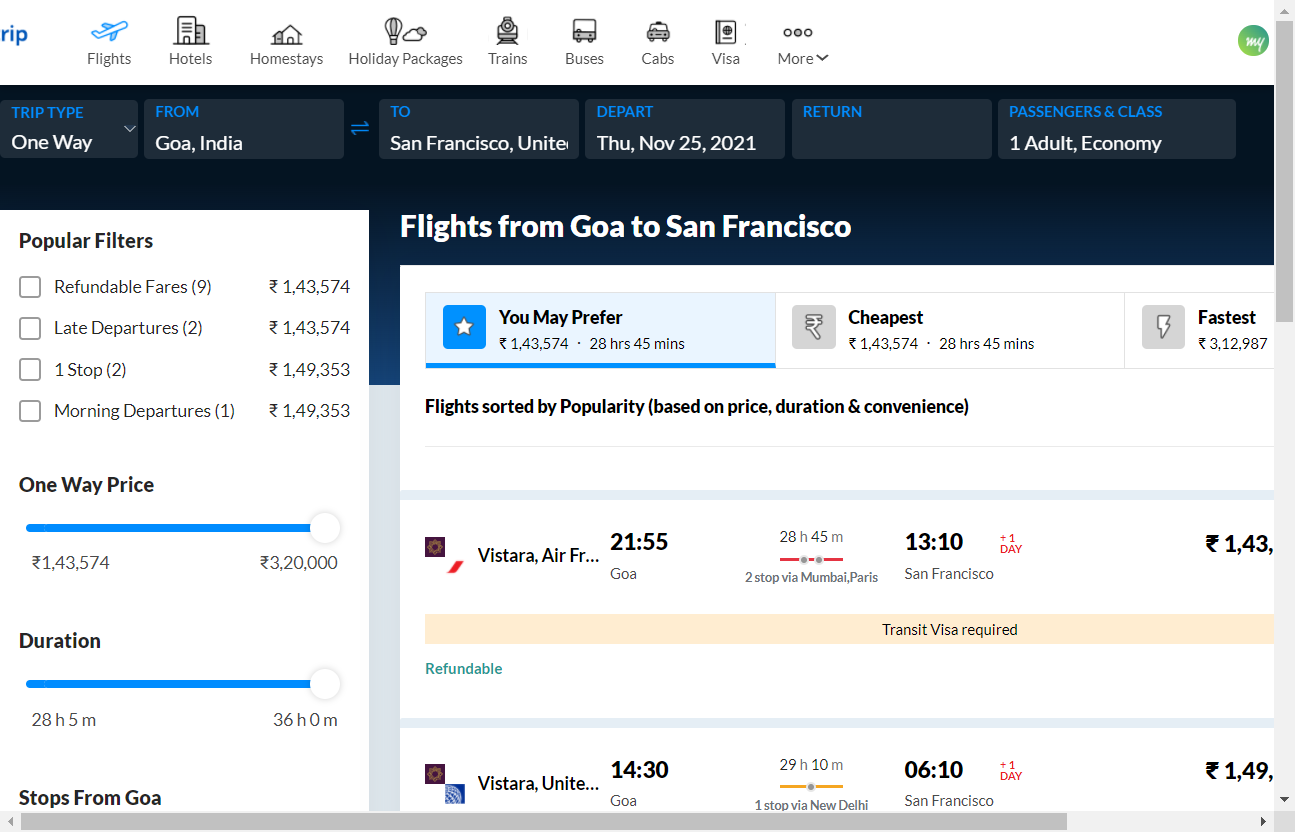 rip
Flights
Hotels
Homestays
Holiday Packages
Trains
Buses
Cabs
Visa
More
my
TRIP TYPE
One Way
FROM
Goa, India
TO
San Francisco, Unite
DEPART
Thu, Nov 25, 2021
RETURN
PASSENGERS & CLASS
1 Adult, Economy
Flights from Goa to San Francisco
Popular Filters
Refundable Fares (9) ₹ 1,43,574
Late Departures (2) ₹ 1,43,574
1 Stop (2) ₹ 1,49,353
Morning Departures (1) ₹ 1,49,353
One Way Price
₹1,43,574 ₹3,20,000
Duration
28 h 5 m 36 h 0 m
Stops From Goa
You May Prefer
₹ 1,43,574 · 28 hrs 45 mins
Cheapest
₹ 1,43,574 · 28 hrs 45 mins
Fastest
₹ 3,12,987
Flights sorted by Popularity (based on price, duration & convenience)
Vistara, Air Fr...
21:55
Goa
28 h 45 m
2 stop via Mumbai,Paris
13:10
+ 1
DAY
San Francisco
₹ 1,43,
Transit Visa required
Refundable
Vistara, Unite...
14:30
Goa
29 h 10 m
1 stop via New Delhi
06:10
+ 1
DAY
San Francisco
₹ 1,49,